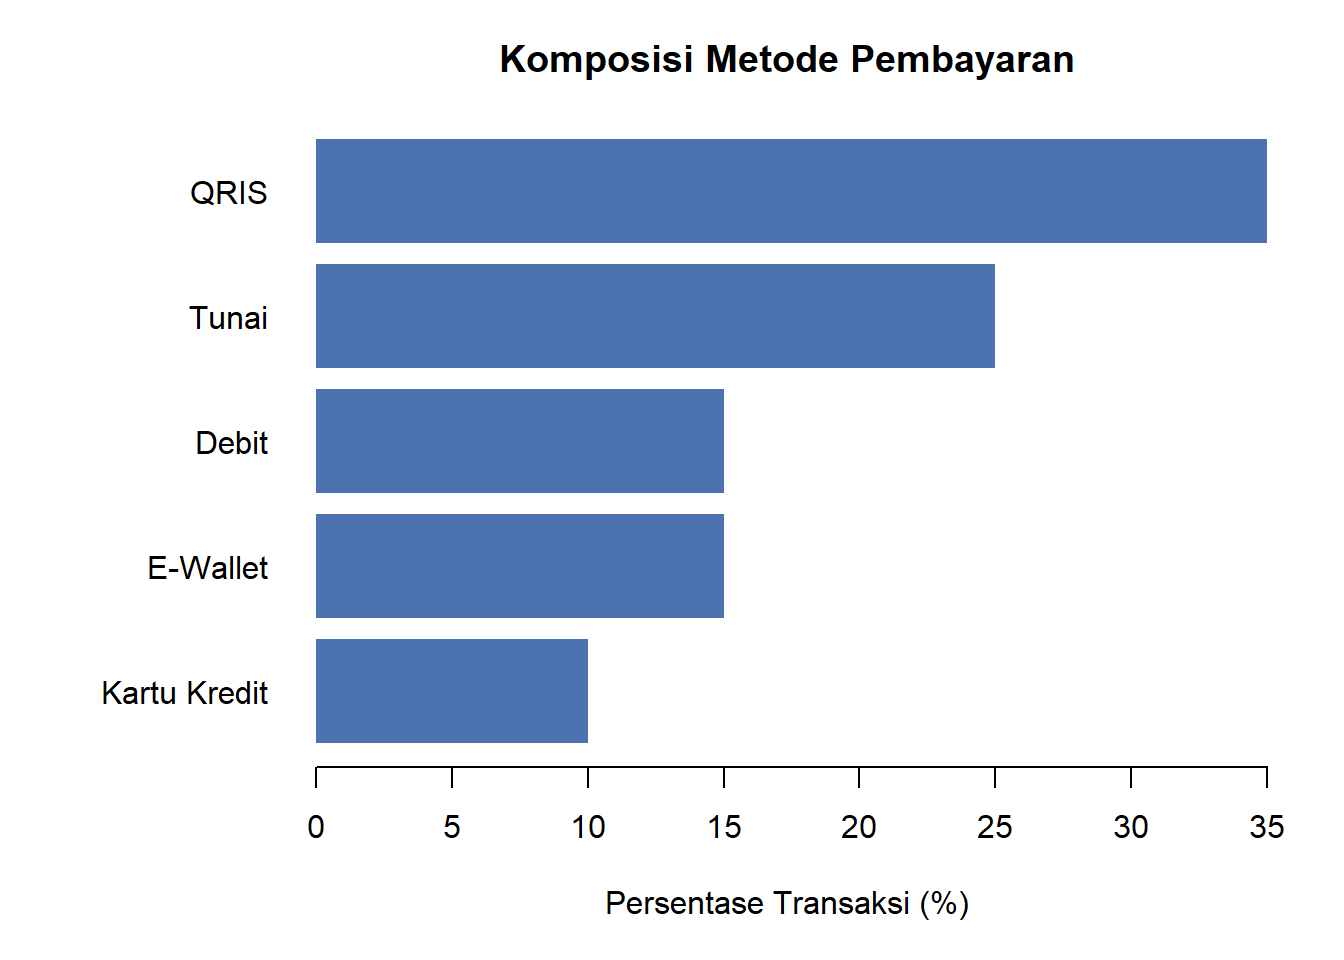 Komposisi Metode Pembayaran
QRIS
Tunai
Debit
E-Wallet
Kartu Kredit
0 5 10 15 20 25 30 35
Persentase Transaksi (%)